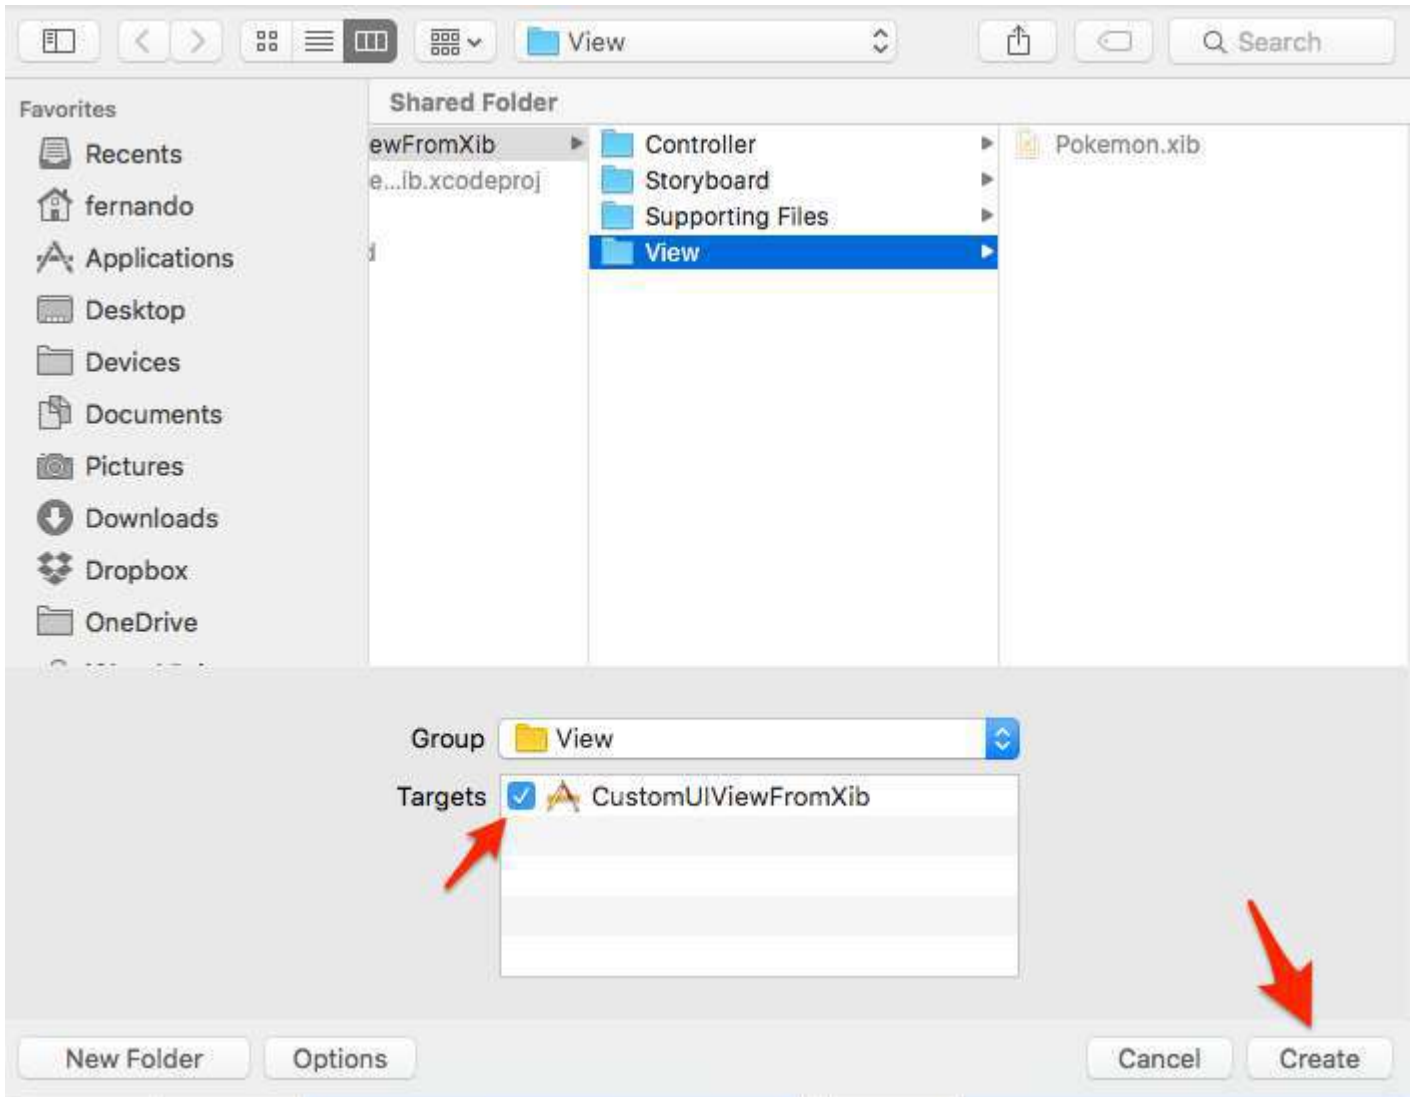 View
Search
Favorites
Shared Folder
Recents
fernando
Applications
Desktop
Devices
Documents
Pictures
Downloads
Dropbox
OneDrive
ewFromXib
e...ib.xcodeproj
Controller
Storyboard
Supporting Files
View
Pokemon.xib
Group View
Targets CustomUIViewFromXib
New Folder Options Cancel Create